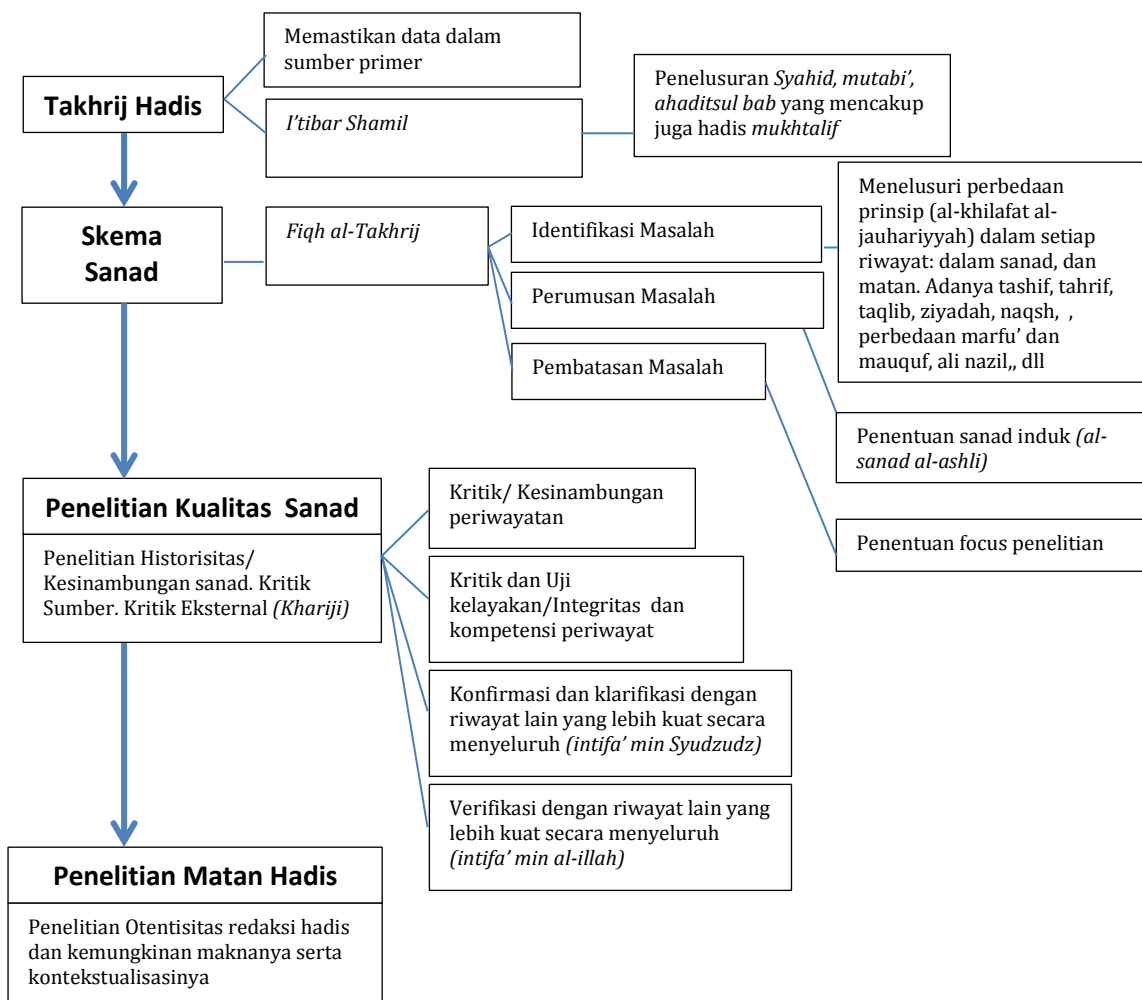 Takhrij Hadis
Memastikan data dalam
sumber primer
I'tibar Shamil
Penelusuran Syahid, mutabi',
ahaditsul bab yang mencakup
juga hadis mukhtalif
Skema
Sanad
Fiqh al-Takhrij
Identifikasi Masalah
Menelusuri perbedaan
prinsip (al-khilafat al-
jauhariyyah) dalam setiap
riwayat: dalam sanad, dan
matan. Adanya tashif, tahrif,
taqlib, ziyadah, naqsh, ,
perbedaan marfu' dan
mauquf, ali nazil,, dll
Perumusan Masalah
Penentuan sanad induk (al-
sanad al-ashli)
Pembatasan Masalah
Penentuan focus penelitian
Penelitian Kualitas Sanad
Penelitian Historisitas/
Kesinambungan sanad. Kritik
Sumber. Kritik Eksternal (Khariji)
Kritik/ Kesinambungan
periwayatan
Kritik dan Uji
kelayakan/Integritas dan
kompetensi periwayat
Konfirmasi dan klarifikasi dengan
riwayat lain yang lebih kuat secara
menyeluruh (intifa' min Syudzudz)
Verifikasi dengan riwayat lain yang
lebih kuat secara menyeluruh
(intifa' min al-illah)
Penelitian Matan Hadis
Penelitian Otentisitas redaksi hadis
dan kemungkinan maknanya serta
kontekstualisasinya